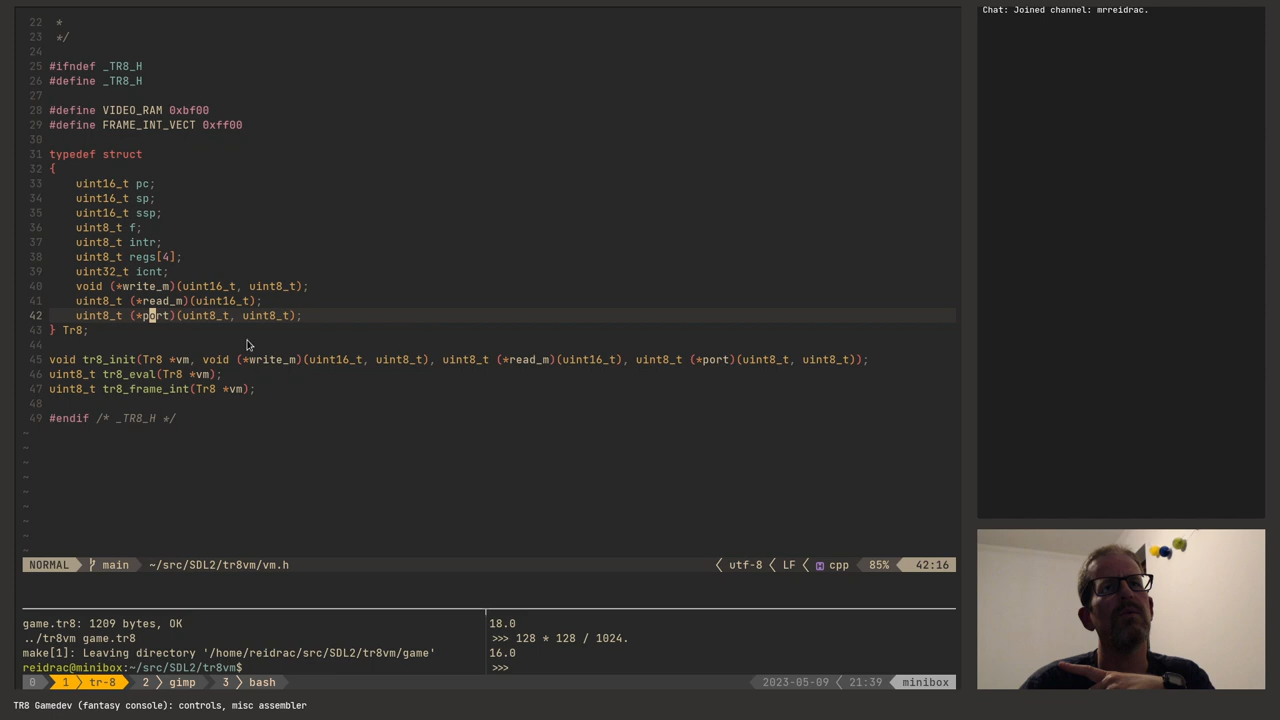 22  *
23  */
24
25 #ifndef _TR8_H
26 #define _TR8_H
27
28 #define VIDEO_RAM 0xbf00
29 #define FRAME_INT_VECT 0xff00
30
31 typedef struct
32 {
33     uint16_t pc;
34     uint16_t sp;
35     uint16_t ssp;
36     uint8_t f;
37     uint8_t intr;
38     uint8_t regs[4];
39     uint32_t icnt;
40     void (*write_m)(uint16_t, uint8_t);
41     uint8_t (*read_m)(uint16_t);
42     uint8_t (*port)(uint8_t, uint8_t);
43 } Tr8;
44
45 void tr8_init(Tr8 *vm, void (*write_m)(uint16_t, uint8_t), uint8_t (*read_m)(uint16_t), uint8_t (*port)(uint8_t, uint8_t));
46 uint8_t tr8_eval(Tr8 *vm);
47 uint8_t tr8_frame_int(Tr8 *vm);
48
49 #endif /* _TR8_H */
~
~
~
~
~
~
~
~
~
NORMAL main ~/src/SDL2/tr8vm/vm.h utf-8 LF cpp 85% 42:16
game.tr8: 1209 bytes, OK
../tr8vm game.tr8
make[1]: Leaving directory '/home/reidrac/src/SDL2/tr8vm/game'
reidrac@minibox:~/src/SDL2/tr8vm$
18.0
>>> 128 * 128 / 1024.
16.0
>>>
0 1 tr-8 2 gimp 3 bash 2023-05-09 21:39 minibox
TR8 Gamedev (fantasy console): controls, misc assembler
Chat: Joined channel: mrreidrac.